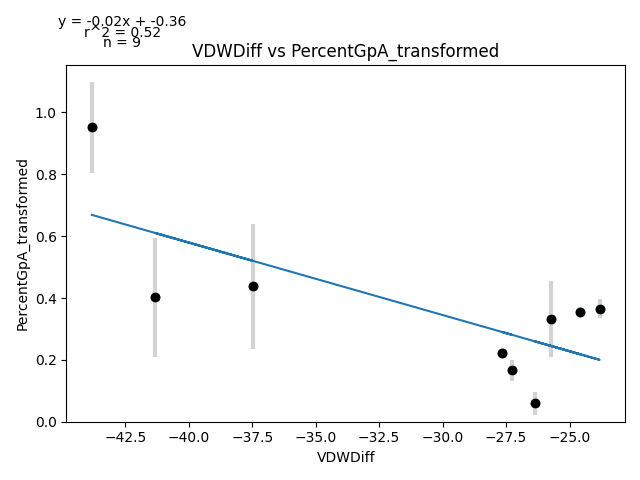 y = -0.02x + -0.36
r^2 = 0.52
n = 9
VDWDiff vs PercentGpA_transformed
PercentGpA_transformed
1.0
0.8
0.6
0.4
0.2
0.0
−42.5 −40.0 −37.5 −35.0 −32.5 −30.0 −27.5 −25.0
VDWDiff